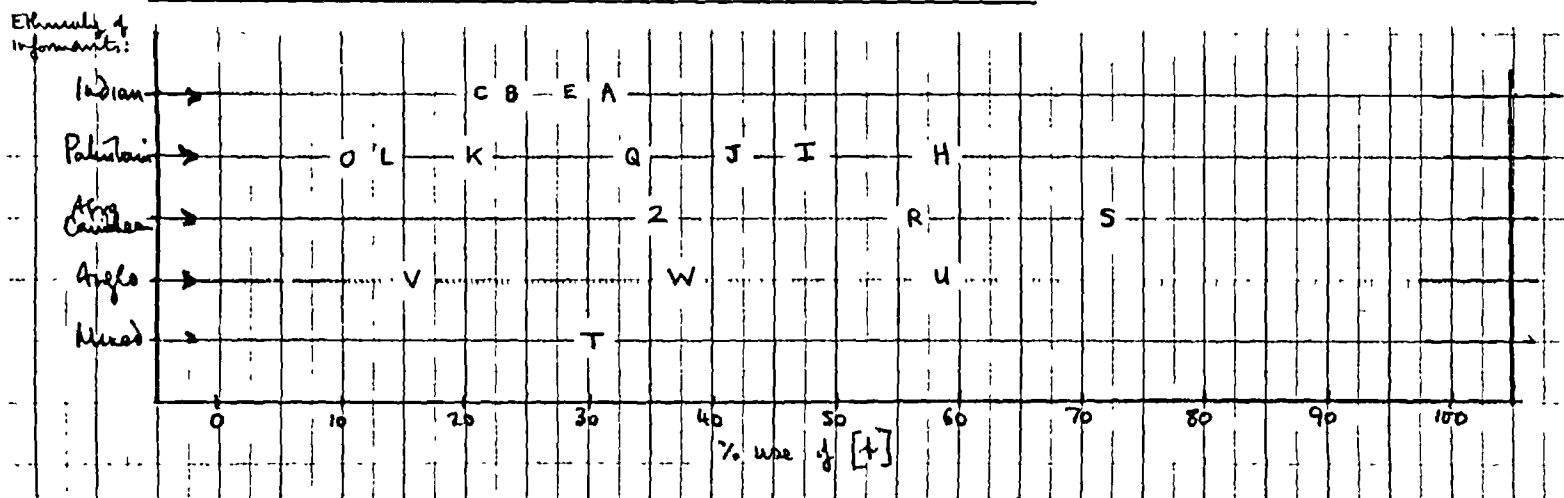 Ethnicity of
Informants:
Indian C B E A
Pakistani O L K Q J I H
Afro Z R S
Caribbean
Anglo V W U
Mixed T
0 10 20 30 40 50 60 70 80 90 100
% use of [t]